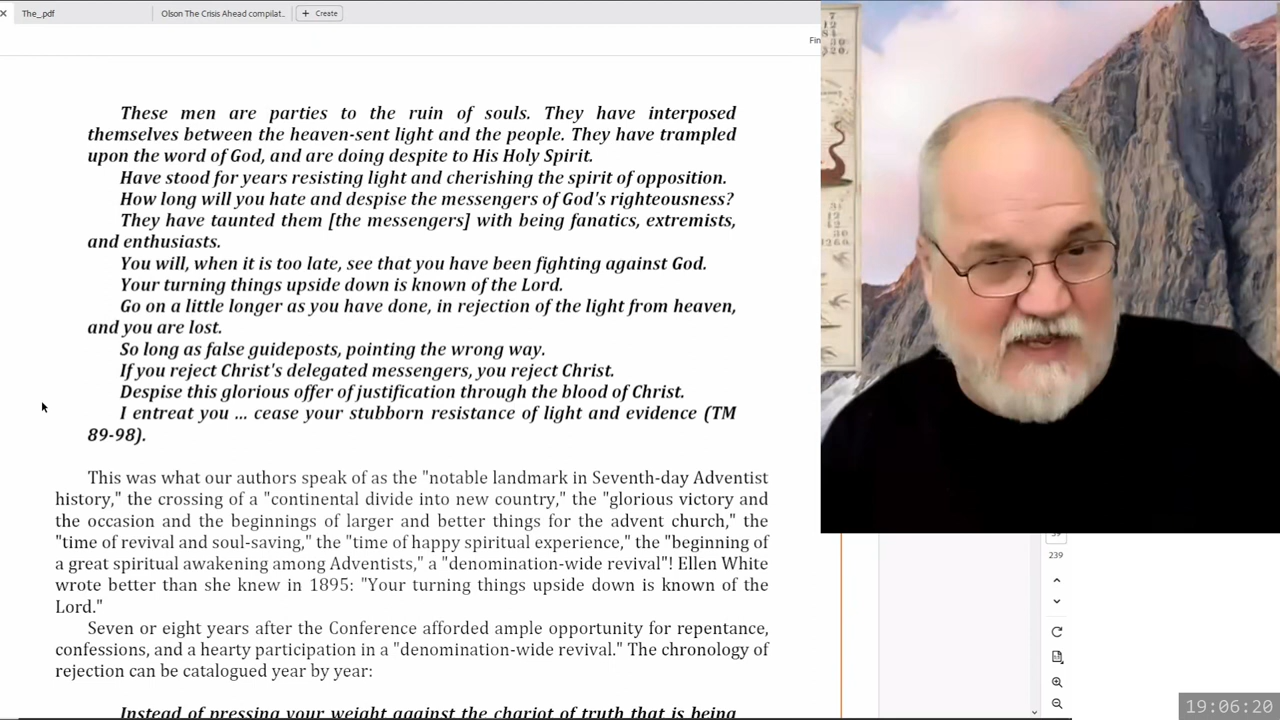 The_.pdf
Olson The Crisis Ahead compilat..
+ Create
Fin
These men are parties to the ruin of souls. They have interposed
themselves between the heaven-sent light and the people. They have trampled
upon the word of God, and are doing despite to His Holy Spirit.
Have stood for years resisting light and cherishing the spirit of opposition.
How long will you hate and despise the messengers of God's righteousness?
They have taunted them [the messengers] with being fanatics, extremists,
and enthusiasts.
You will, when it is too late, see that you have been fighting against God.
Your turning things upside down is known of the Lord.
Go on a little longer as you have done, in rejection of the light from heaven,
and you are lost.
So long as false guideposts, pointing the wrong way.
If you reject Christ's delegated messengers, you reject Christ.
Despise this glorious offer of justification through the blood of Christ.
I entreat you ... cease your stubborn resistance of light and evidence (TM
89-98).
This was what our authors speak of as the "notable landmark in Seventh-day Adventist
history," the crossing of a "continental divide into new country," the "glorious victory and
the occasion and the beginnings of larger and better things for the advent church," the
"time of revival and soul-saving," the "time of happy spiritual experience," the "beginning of
a great spiritual awakening among Adventists," a "denomination-wide revival"! Ellen White
wrote better than she knew in 1895: "Your turning things upside down is known of the
Lord."
Seven or eight years after the Conference afforded ample opportunity for repentance,
confessions, and a hearty participation in a "denomination-wide revival." The chronology of
rejection can be catalogued year by year:
Instead of pressing your weight against the chariot of truth that is being
239
19:06:20